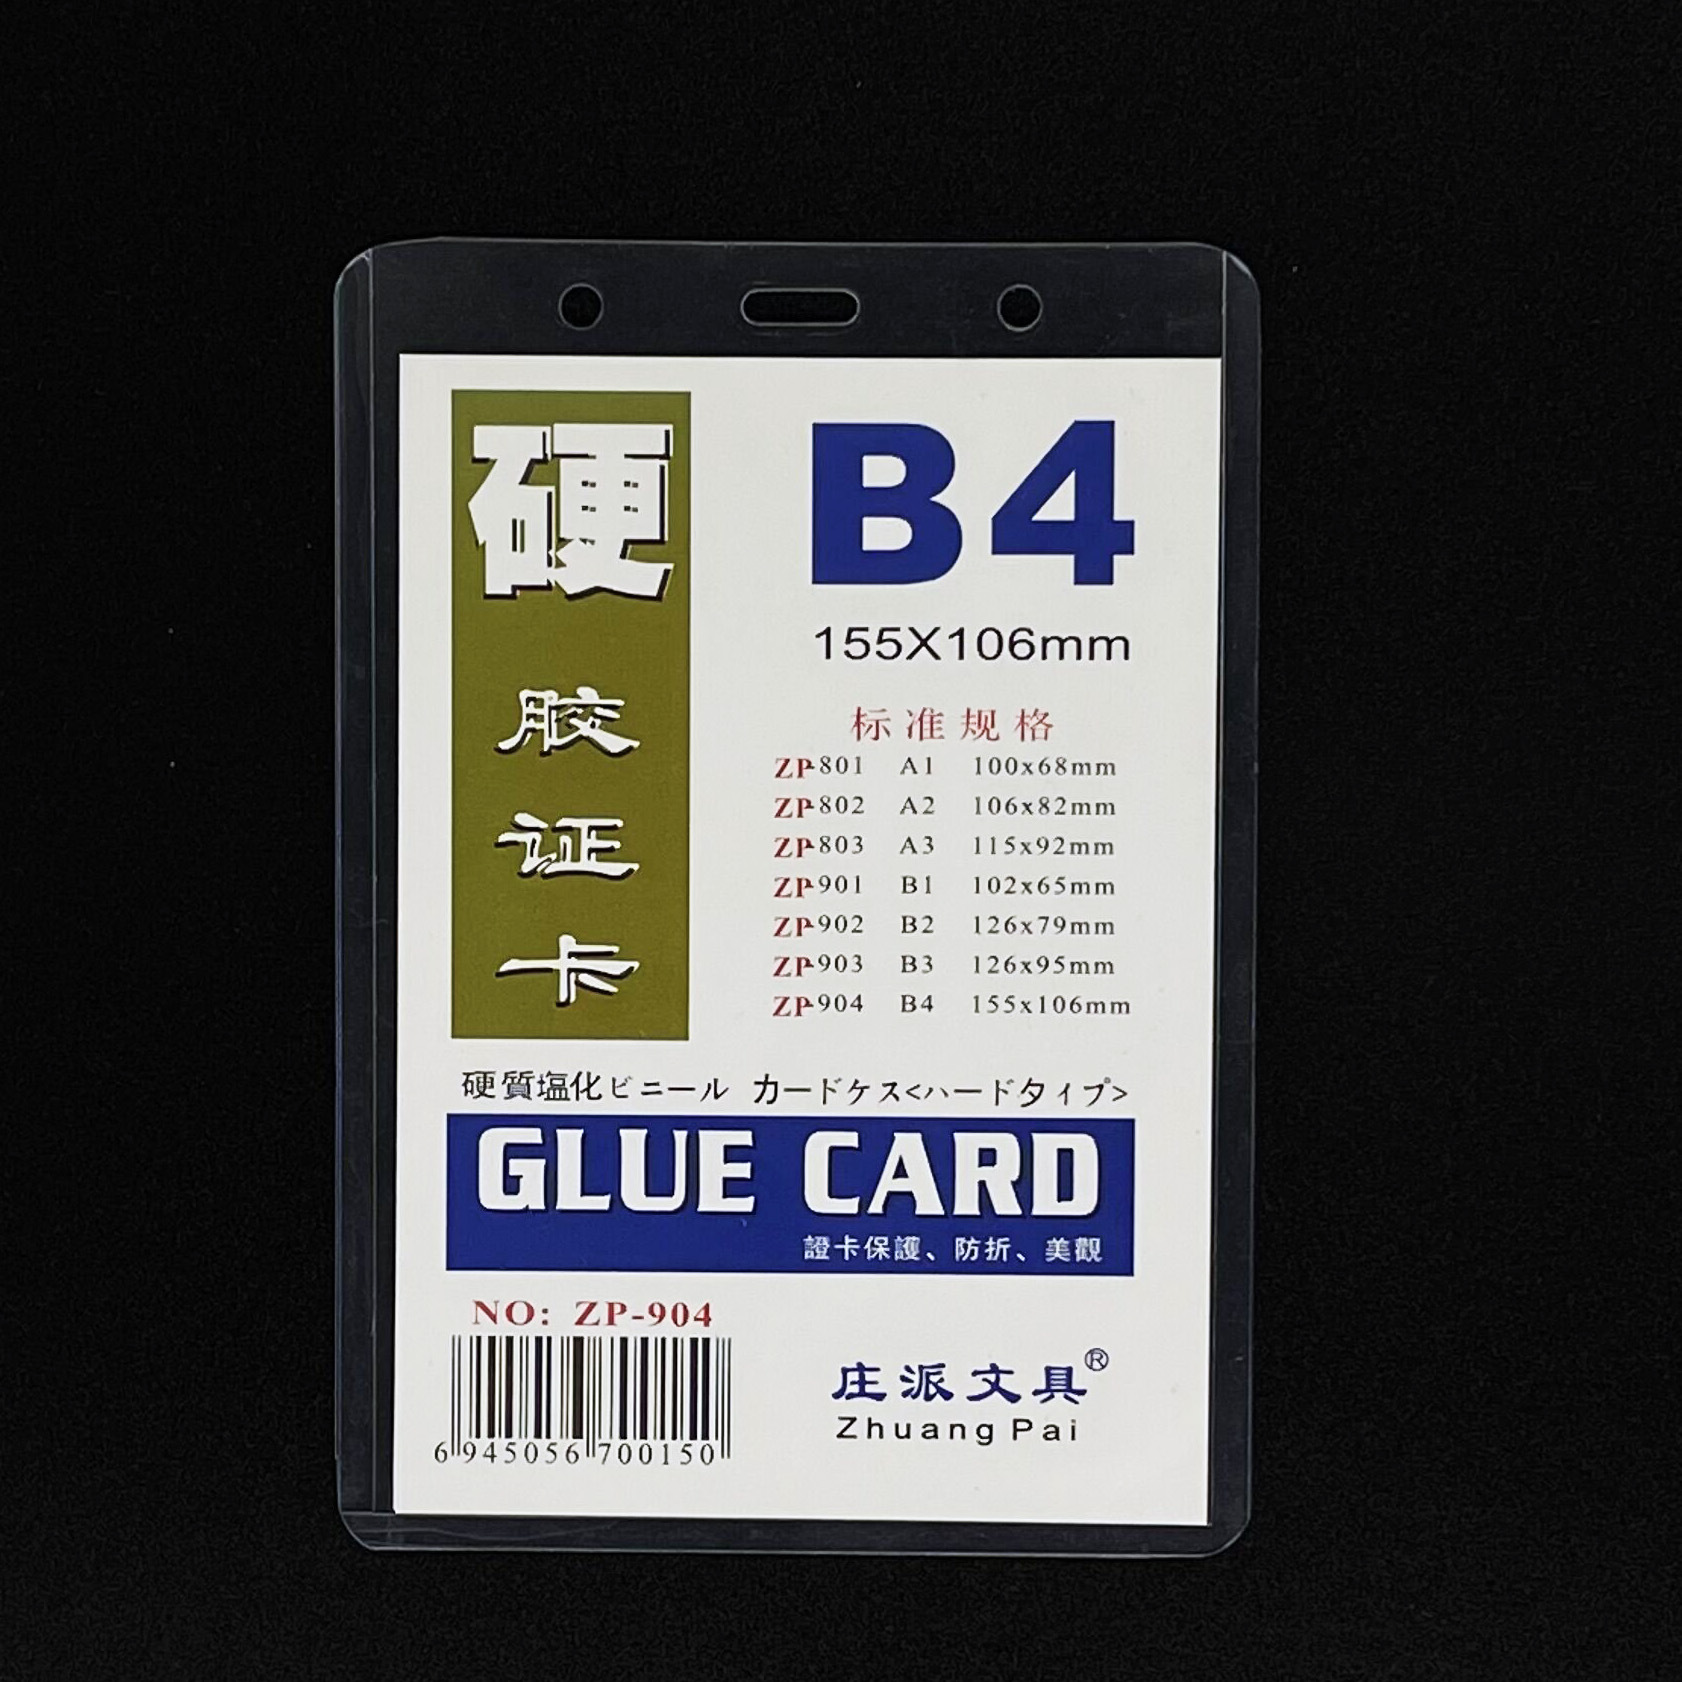 硬胶证卡
B4
155X106mm
标准规格
ZP-801 A1 100x68mm
ZP-802 A2 106x82mm
ZP-803 A3 115x92mm
ZP-901 B1 102x65mm
ZP-902 B2 126x79mm
ZP-903 B3 126x95mm
ZP-904 B4 155x106mm
硬質塩化ビニール カードケス<ハードタイプ>
GLUE CARD
證卡保護、防折、美觀
NO: ZP-904
6 945056 700150
庄派文具®
Zhuang Pai